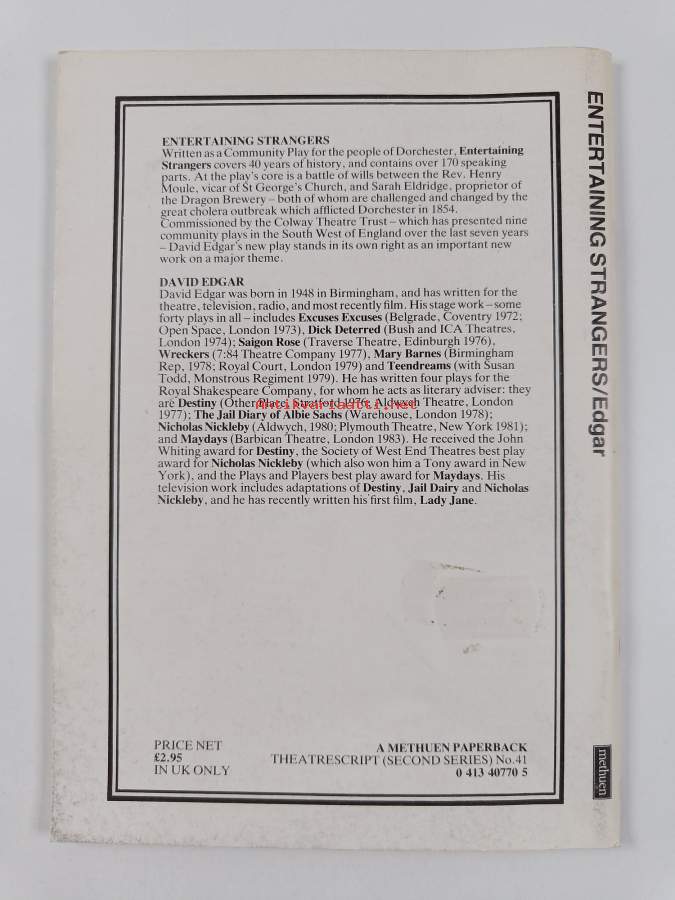 ENTERTAINING STRANGERS
Written as a Community Play for the people of Dorchester, Entertaining
Strangers covers 40 years of history, and contains over 170 speaking
parts. At the play's core is a battle of wills between the Rev. Henry
Moule, vicar of St George's Church, and Sarah Eldridge, proprietor of
the Dragon Brewery – both of whom are challenged and changed by the
great cholera outbreak which afflicted Dorchester in 1854.
Commissioned by the Colway Theatre Trust – which has presented nine
community plays in the South West of England over the last seven years
– David Edgar's new play stands in its own right as an important new
work on a major theme.
DAVID EDGAR
David Edgar was born in 1948 in Birmingham, and has written for the
theatre, television, radio, and most recently film. His stage work – some
forty plays in all – includes Excuses Excuses (Belgrade, Coventry 1972;
Open Space, London 1973), Dick Deterred (Bush and ICA Theatres,
London 1974); Saigon Rose (Traverse Theatre, Edinburgh 1976),
Wreckers (7:84 Theatre Company 1977), Mary Barnes (Birmingham
Rep, 1978; Royal Court, London 1979) and Teendreams (with Susan
Todd, Monstrous Regiment 1979). He has written four plays for the
Royal Shakespeare Company, for whom he acts as literary adviser: they
are Destiny (Other Place, Stratford 1976; Aldwych Theatre, London
1977); The Jail Diary of Albie Sachs (Warehouse, London 1978);
Nicholas Nickleby (Aldwych, 1980; Plymouth Theatre, New York 1981);
and Maydays (Barbican Theatre, London 1983). He received the John
Whiting award for Destiny, the Society of West End Theatres best play
award for Nicholas Nickleby (which also won him a Tony award in New
York), and the Plays and Players best play award for Maydays. His
television work includes adaptations of Destiny, Jail Dairy and Nicholas
Nickleby, and he has recently written his first film, Lady Jane.
Antikvariaatti.net
PRICE NET
£2.95
IN UK ONLY
A METHUEN PAPERBACK
THEATRESCRIPT (SECOND SERIES) No.41
0 413 40770 5
ENTERTAINING STRANGERS/Edgar
methuen